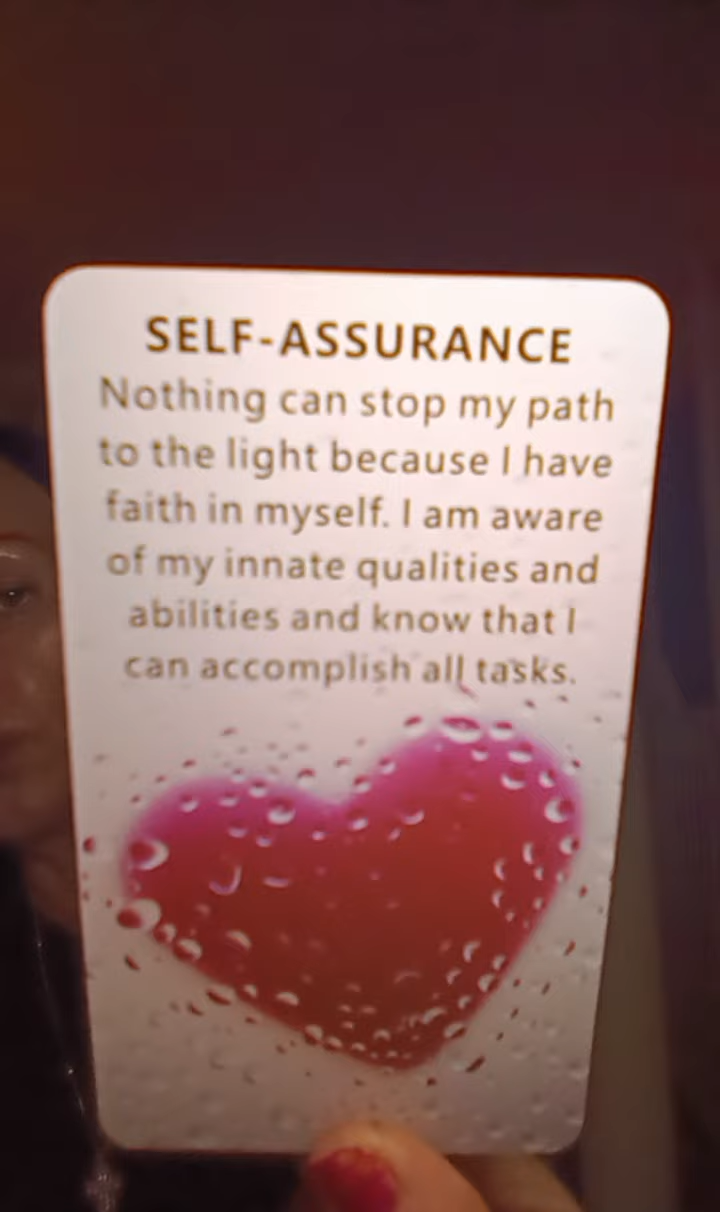 SELF-ASSURANCE
Nothing can stop my path
to the light because I have
faith in myself. I am aware
of my innate qualities and
abilities and know that I
can accomplish all tasks.